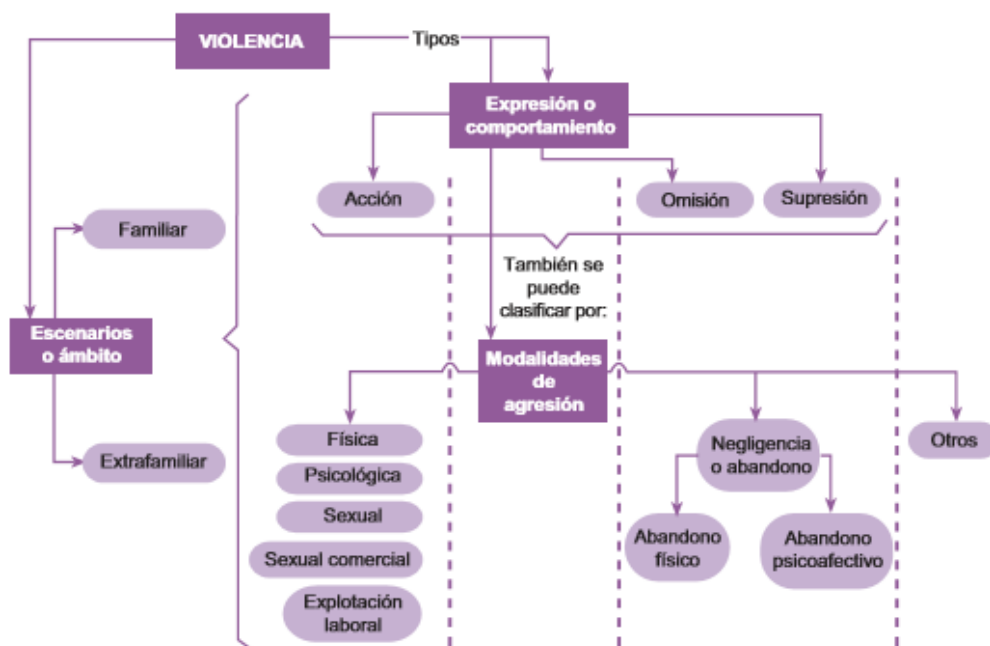 VIOLENCIA
Tipos
Expresión o
comportamiento
Acción
Omisión
Supresión
Familiar
También se
puede
clasificar por:
Escenarios
o ámbito
Modalidades
de
agresión
Extrafamiliar
Física
Psicológica
Sexual
Sexual comercial
Explotación
laboral
Negligencia
o abandono
Otros
Abandono
físico
Abandono
psicoafectivo